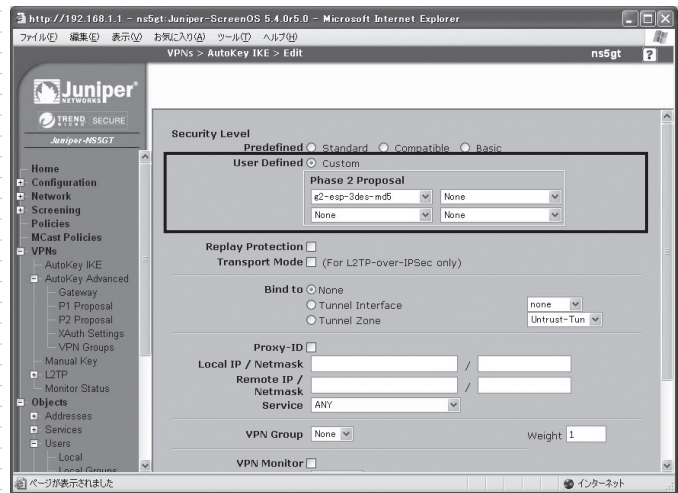 http://192.168.1.1 - ns5gt:Juniper-ScreenOS 5.4.0r5.0 - Microsoft Internet Explorer
ファイル(F) 編集(E) 表示(V) お気に入り(A) ツール(T) ヘルプ(H)
VPNs > AutoKey IKE > Edit ns5gt ?
Juniper
NETWORKS
TREND MICRO SECURE
Juniper-NS5GT
Home
Configuration
Network
Screening
Policies
MCast Policies
VPNs
AutoKey IKE
AutoKey Advanced
Gateway
P1 Proposal
P2 Proposal
XAuth Settings
VPN Groups
Manual Key
L2TP
Monitor Status
Objects
Addresses
Services
Users
Local
Local Groups
Security Level
Predefined Standard Compatible Basic
User Defined Custom
Phase 2 Proposal
g2-esp-3des-md5 None
None None
Replay Protection
Transport Mode (For L2TP-over-IPSec only)
Bind to None
Tunnel Interface none
Tunnel Zone Untrust-Tun
Proxy-ID
Local IP / Netmask /
Remote IP / Netmask /
Service ANY
VPN Group None Weight 1
VPN Monitor
ページが表示されました インターネット